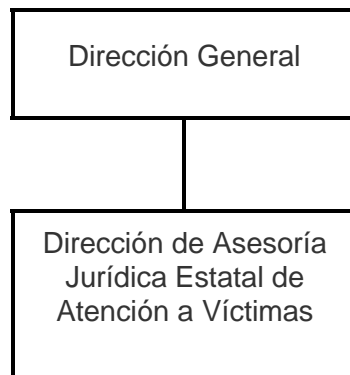 Dirección General
Dirección de Asesoría
Jurídica Estatal de
Atención a Víctimas